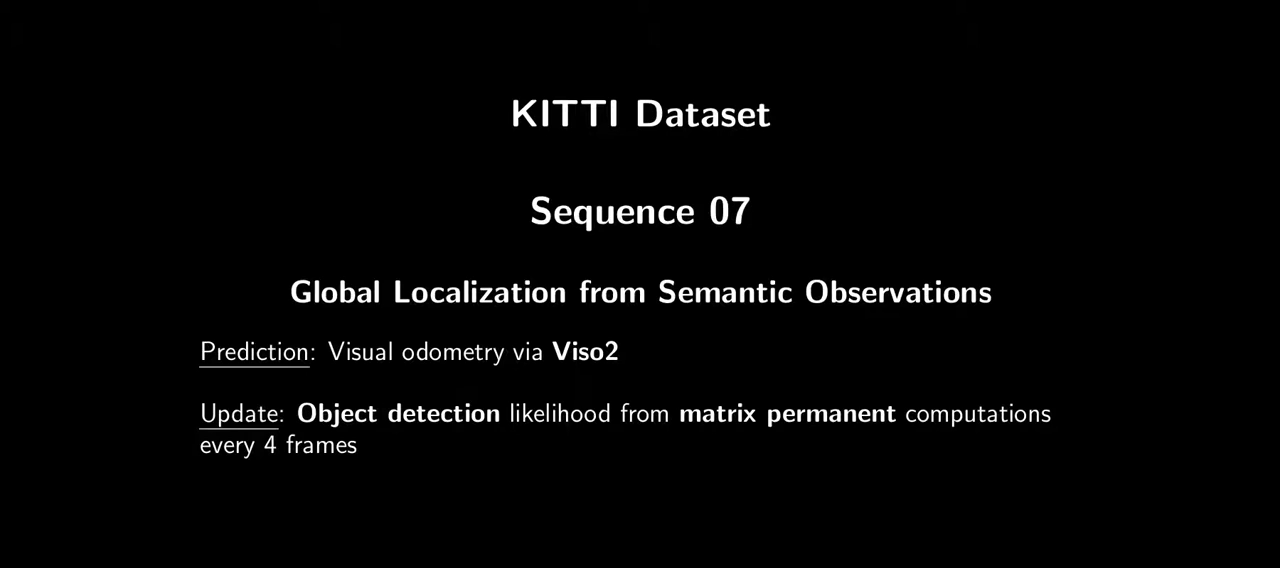 KITTI Dataset
Sequence 07
Global Localization from Semantic Observations
Prediction: Visual odometry via Viso2
Update: Object detection likelihood from matrix permanent computations
every 4 frames